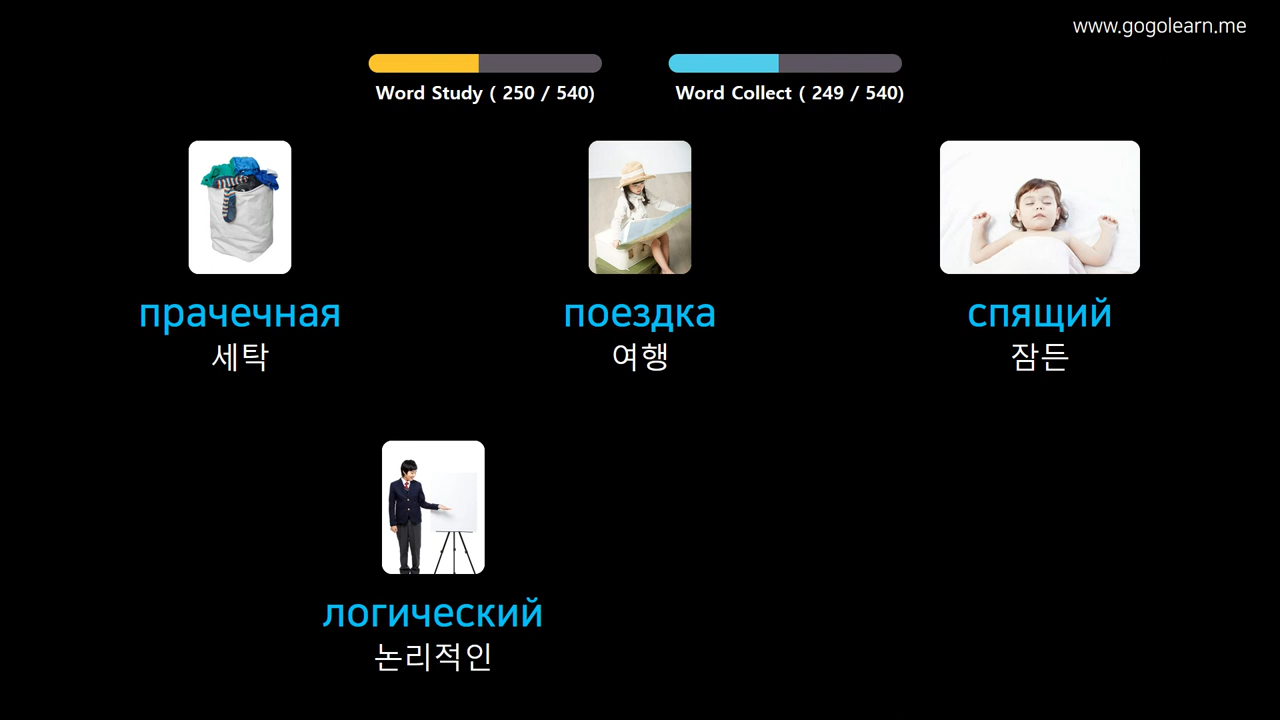 www.gogolearn.me
Word Study ( 250 / 540)
Word Collect ( 249 / 540)
прачечная
세탁
поездка
여행
спящий
잠든
логический
논리적인